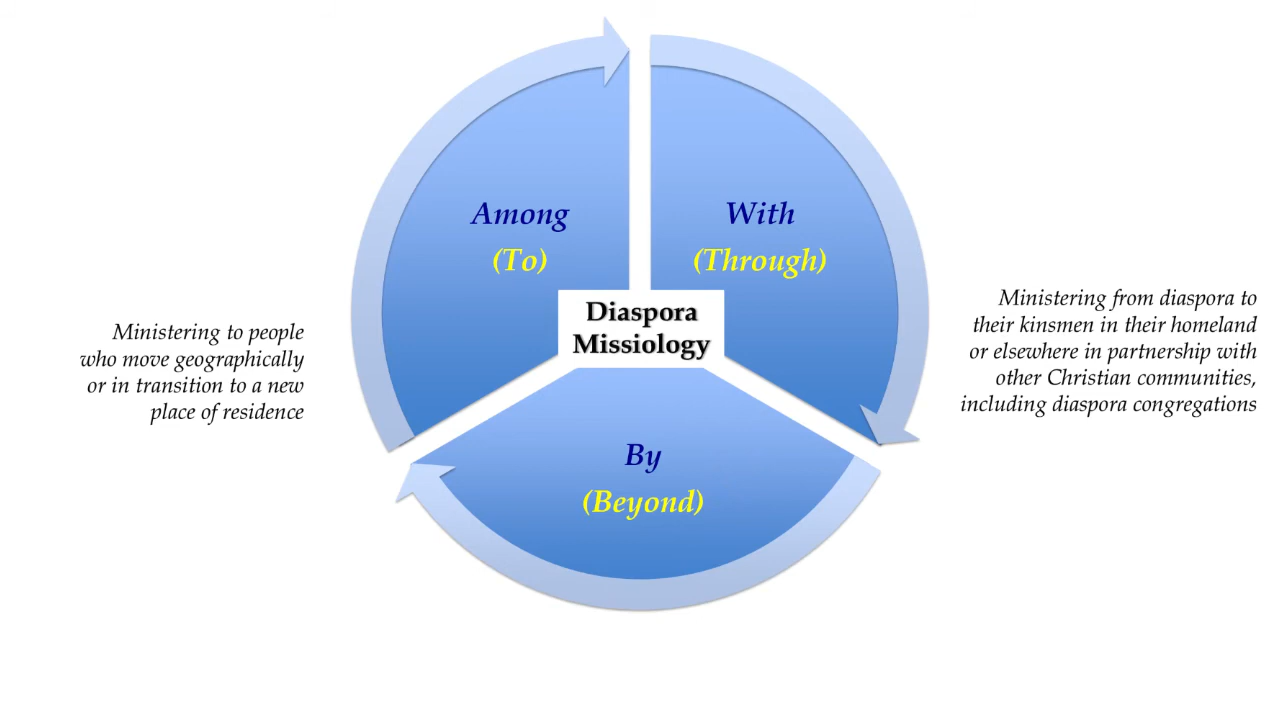 Among
(To)
With
(Through)
Diaspora
Missiology
By
(Beyond)
Ministering to people
who move geographically
or in transition to a new
place of residence
Ministering from diaspora to
their kinsmen in their homeland
or elsewhere in partnership with
other Christian communities,
including diaspora congregations